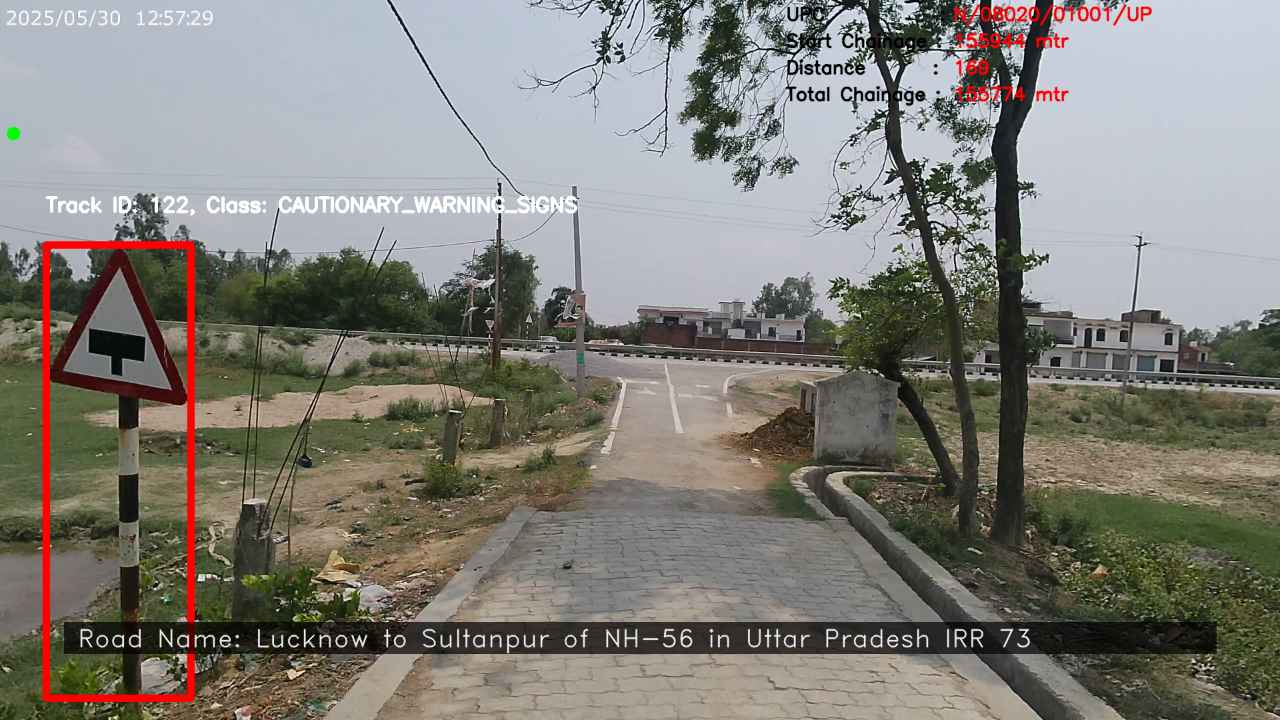 2025/05/30 12:57:29
UPC : N/08020/01001/UP
Start Chainage : 155944 mtr
Distance : 169
Total Chainage : 155774 mtr
Track ID: 122, Class: CAUTIONARY_WARNING_SIGNS
Road Name: Lucknow to Sultanpur of NH-56 in Uttar Pradesh IRR 73